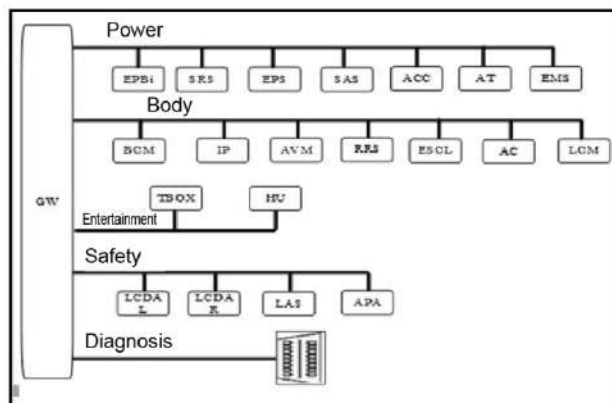 Power
EPBi SRS EPS SAS ACC AT EMS
Body
BCM IP AVM RRS ESCL AC LCM
GW
TBOX HU
Entertainment
Safety
LCDA L LCDA R LAS APA
Diagnosis